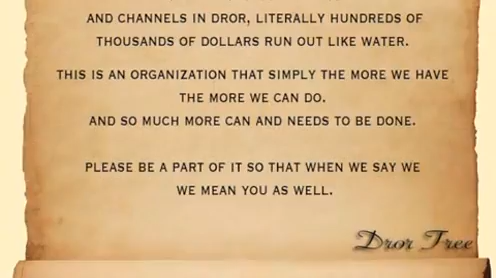 AND CHANNELS IN DROR, LITERALLY HUNDREDS OF
THOUSANDS OF DOLLARS RUN OUT LIKE WATER.
THIS IS AN ORGANIZATION THAT SIMPLY THE MORE WE HAVE
THE MORE WE CAN DO.
AND SO MUCH MORE CAN AND NEEDS TO BE DONE.
PLEASE BE A PART OF IT SO THAT WHEN WE SAY WE
WE MEAN YOU AS WELL.
Dror Free